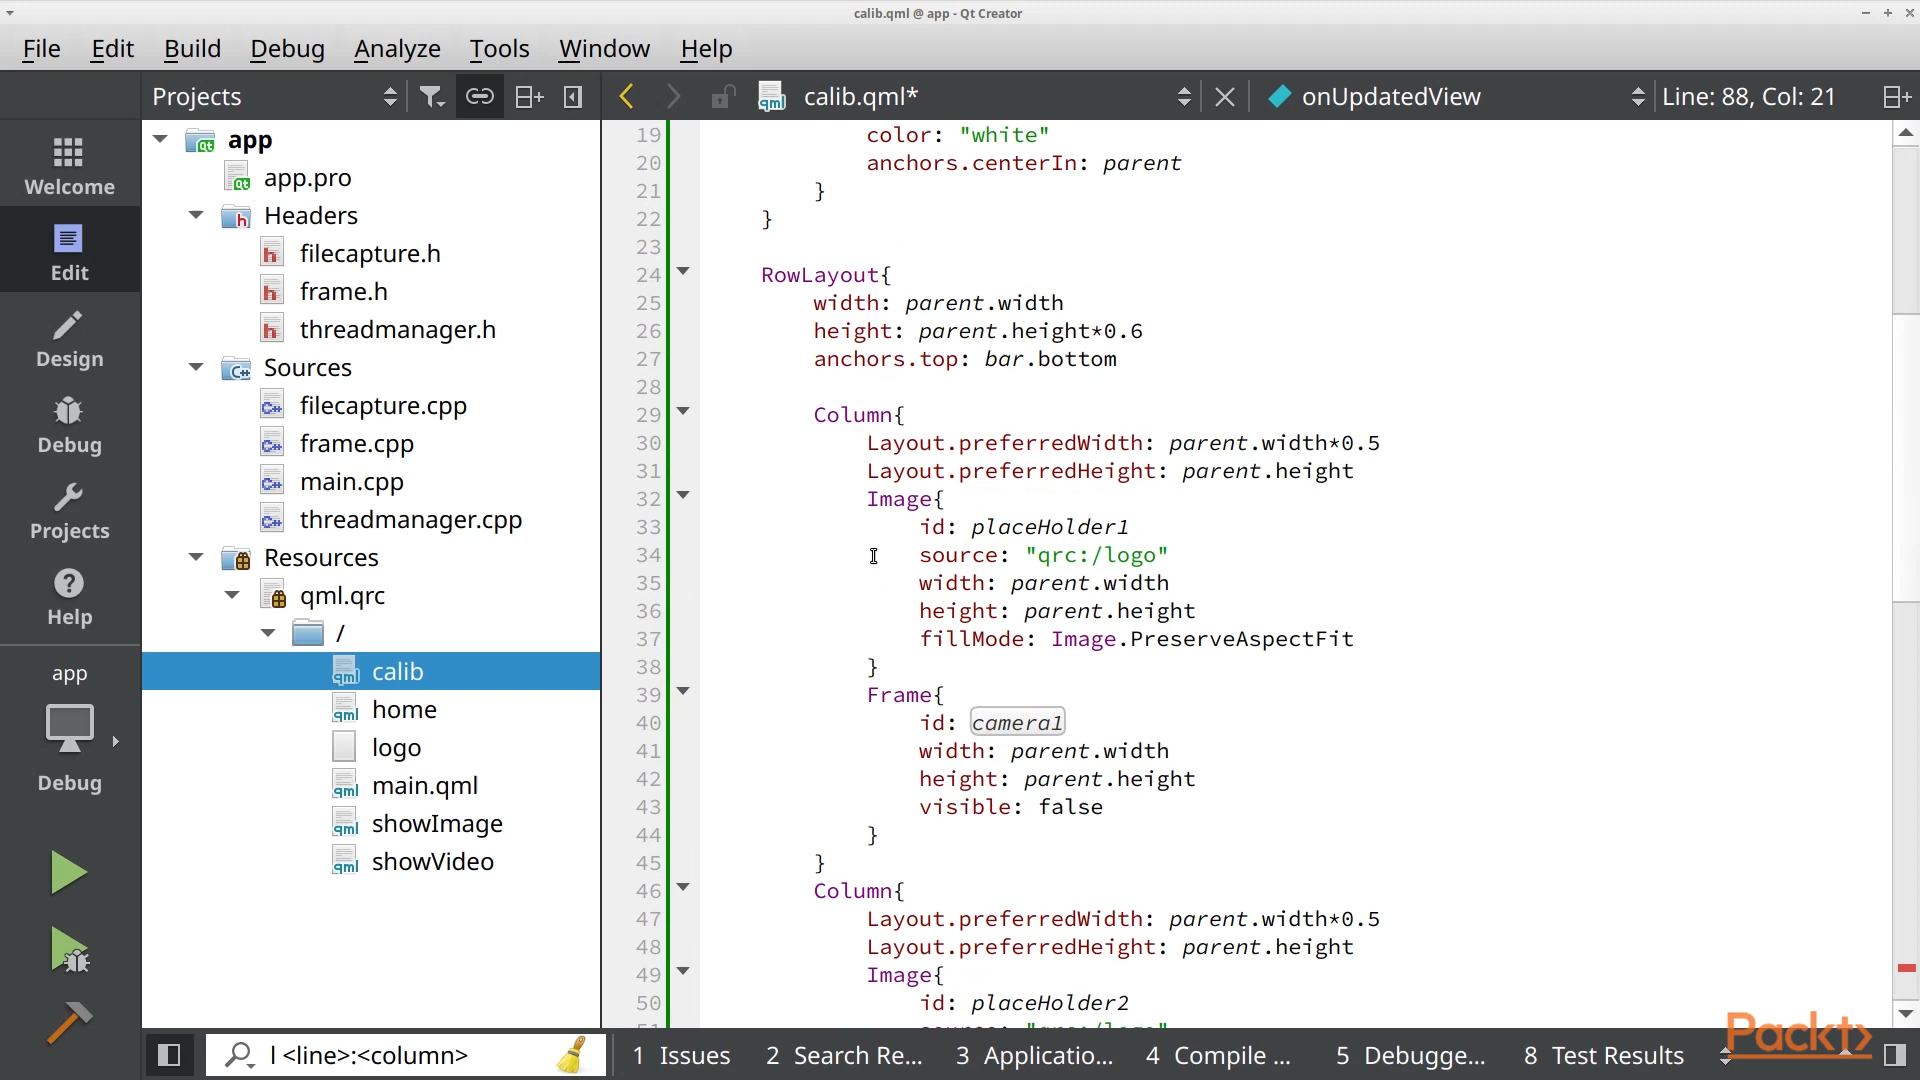 calib.qml @ app - Qt Creator
File Edit Build Debug Analyze Tools Window Help
Projects
calib.qml*
onUpdatedView
Line: 88, Col: 21
Welcome
Edit
Design
Debug
Projects
Help
app
Debug
app
app.pro
Headers
filecapture.h
frame.h
threadmanager.h
Sources
filecapture.cpp
frame.cpp
main.cpp
threadmanager.cpp
Resources
qml.qrc
/
calib
home
logo
main.qml
showImage
showVideo
19 color: "white"
20 anchors.centerIn: parent
21 }
22 }
23
24 RowLayout{
25 width: parent.width
26 height: parent.height*0.6
27 anchors.top: bar.bottom
28
29 Column{
30 Layout.preferredWidth: parent.width*0.5
31 Layout.preferredHeight: parent.height
32 Image{
33 id: placeHolder1
34 source: "qrc:/logo"
35 width: parent.width
36 height: parent.height
37 fillMode: Image.PreserveAspectFit
38 }
39 Frame{
40 id: camera1
41 width: parent.width
42 height: parent.height
43 visible: false
44 }
45 }
46 Column{
47 Layout.preferredWidth: parent.width*0.5
48 Layout.preferredHeight: parent.height
49 Image{
50 id: placeHolder2
l <line>:<column>
1 Issues 2 Search Re... 3 Applicatio... 4 Compile ... 5 Debugge... 8 Test Results
Packt>